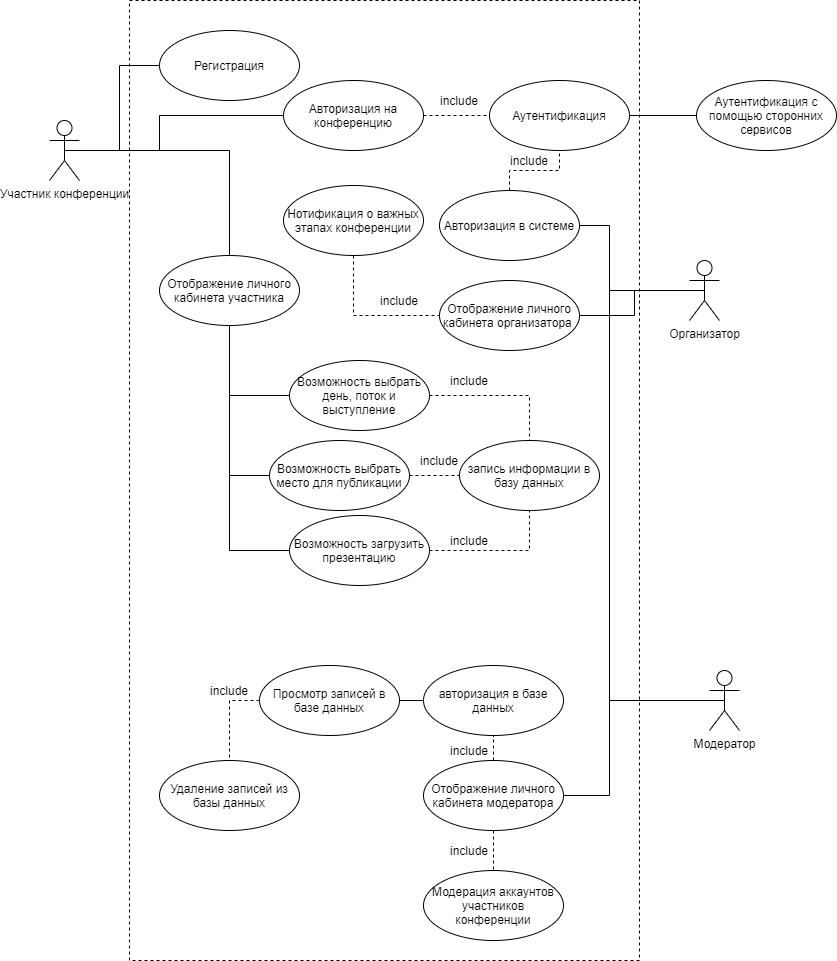 Регистрация
Авторизация на
конференцию
include
Аутентификация
Аутентификация с
помощью сторонних
сервисов
Участник конференции
include
Нотификация о важных
этапах конференции
Авторизация в системе
Отображение личного
кабинета участника
include
Отображение личного
кабинета организатора
Организатор
Возможность выбрать
день, поток и
выступление
include
Возможность выбрать
место для публикации
include
запись информации в
базу данных
Возможность загрузить
презентацию
include
include
Просмотр записей в
базе данных
авторизация в базе
данных
Модератор
include
Удаление записей из
базы данных
Отображение личного
кабинета модератора
include
Модерация аккаунтов
участников
конференции